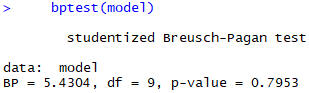 > bptest(model)
studentized Breusch-Pagan test
data: model
BP = 5.4304, df = 9, p-value = 0.7953